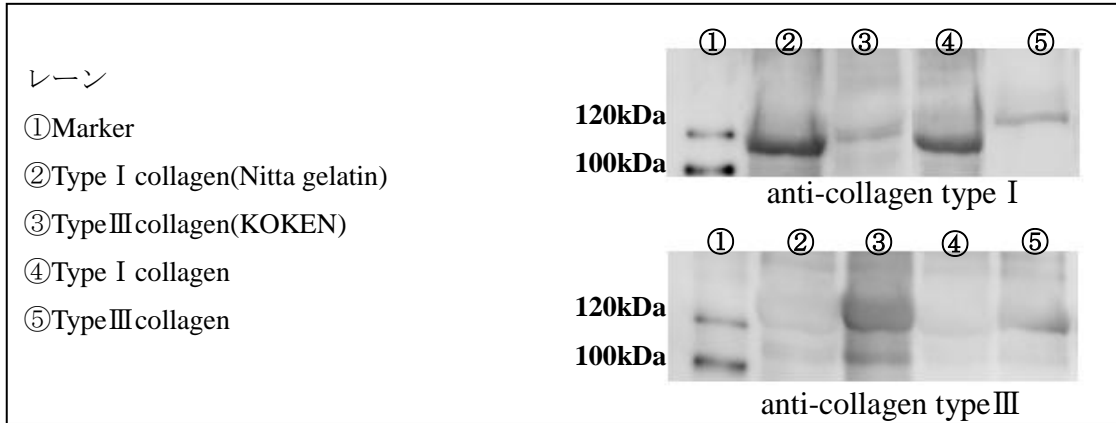 レーン
①Marker
②Type Ⅰ collagen(Nitta gelatin)
③TypeⅢcollagen(KOKEN)
④Type Ⅰ collagen
⑤TypeⅢcollagen
① ② ③ ④ ⑤
120kDa
100kDa
anti-collagen type Ⅰ
① ② ③ ④ ⑤
120kDa
100kDa
anti-collagen typeⅢ